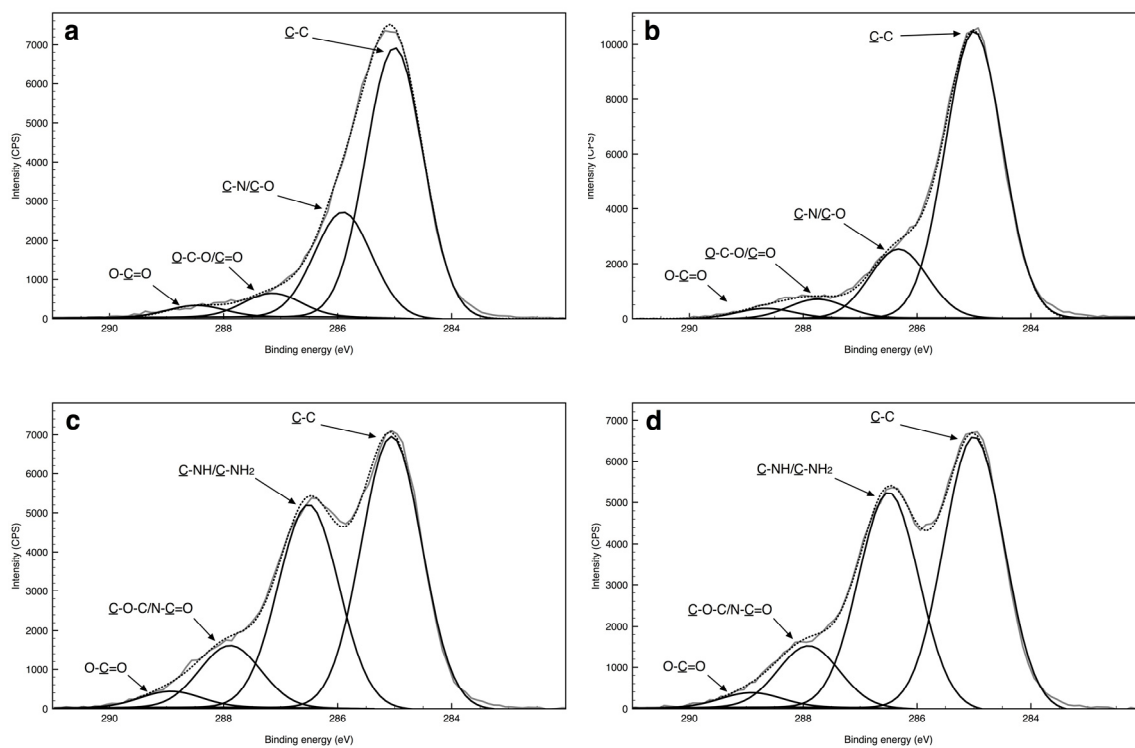 a
C-C
C-N/C-O
O-C-O/C=O
O-C=O
Intensity (CPS)
7000
6000
5000
4000
3000
2000
1000
0
290
288
286
284
Binding energy (eV)
b
C-C
C-N/C-O
O-C-O/C=O
O-C=O
Intensity (CPS)
10000
8000
6000
4000
2000
0
290
288
286
284
Binding energy (eV)
c
C-C
C-NH/C-NH2
C-O-C/N-C=O
O-C=O
Intensity (CPS)
7000
6000
5000
4000
3000
2000
1000
0
290
288
286
284
Binding energy (eV)
d
C-C
C-NH/C-NH2
C-O-C/N-C=O
O-C=O
Intensity (CPS)
7000
6000
5000
4000
3000
2000
1000
0
290
288
286
284
Binding energy (eV)